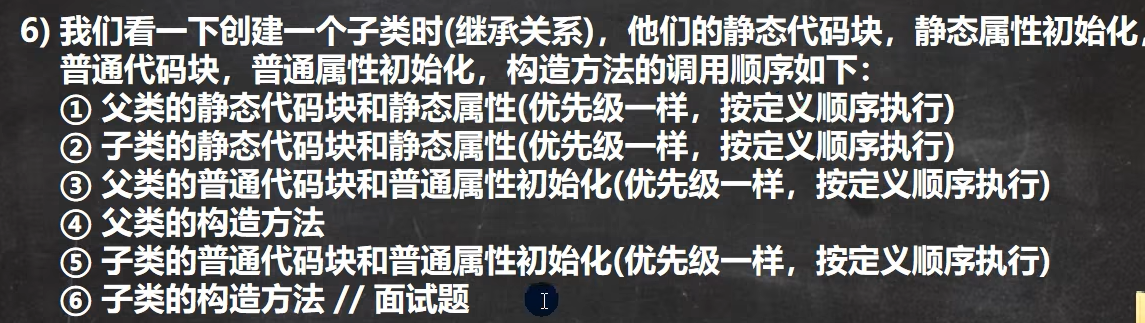 6) 我们看一下创建一个子类时(继承关系)，他们的静态代码块，静态属性初始化，
普通代码块，普通属性初始化，构造方法的调用顺序如下：
① 父类的静态代码块和静态属性(优先级一样，按定义顺序执行)
② 子类的静态代码块和静态属性(优先级一样，按定义顺序执行)
③ 父类的普通代码块和普通属性初始化(优先级一样，按定义顺序执行)
④ 父类的构造方法
⑤ 子类的普通代码块和普通属性初始化(优先级一样，按定义顺序执行)
⑥ 子类的构造方法 // 面试题